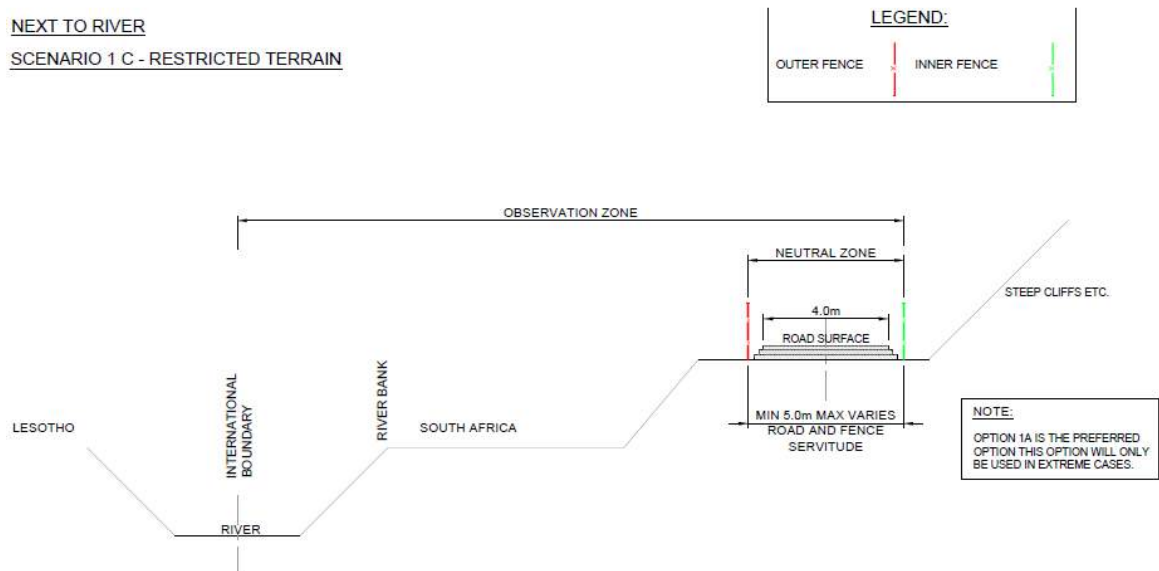 NEXT TO RIVER
SCENARIO 1 C - RESTRICTED TERRAIN
LEGEND:
OUTER FENCE
INNER FENCE
OBSERVATION ZONE
NEUTRAL ZONE
STEEP CLIFFS ETC.
4.0m
ROAD SURFACE
LESOTHO
INTERNATIONAL
BOUNDARY
RIVER BANK
SOUTH AFRICA
MIN 5.0m MAX VARIES
ROAD AND FENCE
SERVITUDE
RIVER
NOTE:
OPTION 1A IS THE PREFERRED
OPTION THIS OPTION WILL ONLY
BE USED IN EXTREME CASES.